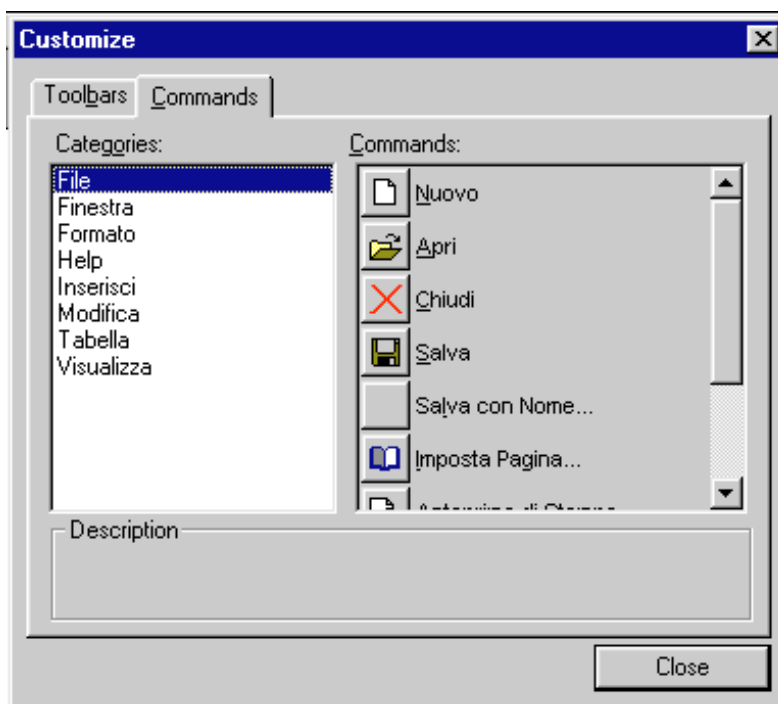 Customize
Toolbars Commands
Categories:
File
Finestra
Formato
Help
Inserisci
Modifica
Tabella
Visualizza
Commands:
Nuovo
Apri
Chiudi
Salva
Salva con Nome...
Imposta Pagina...
Description
Close